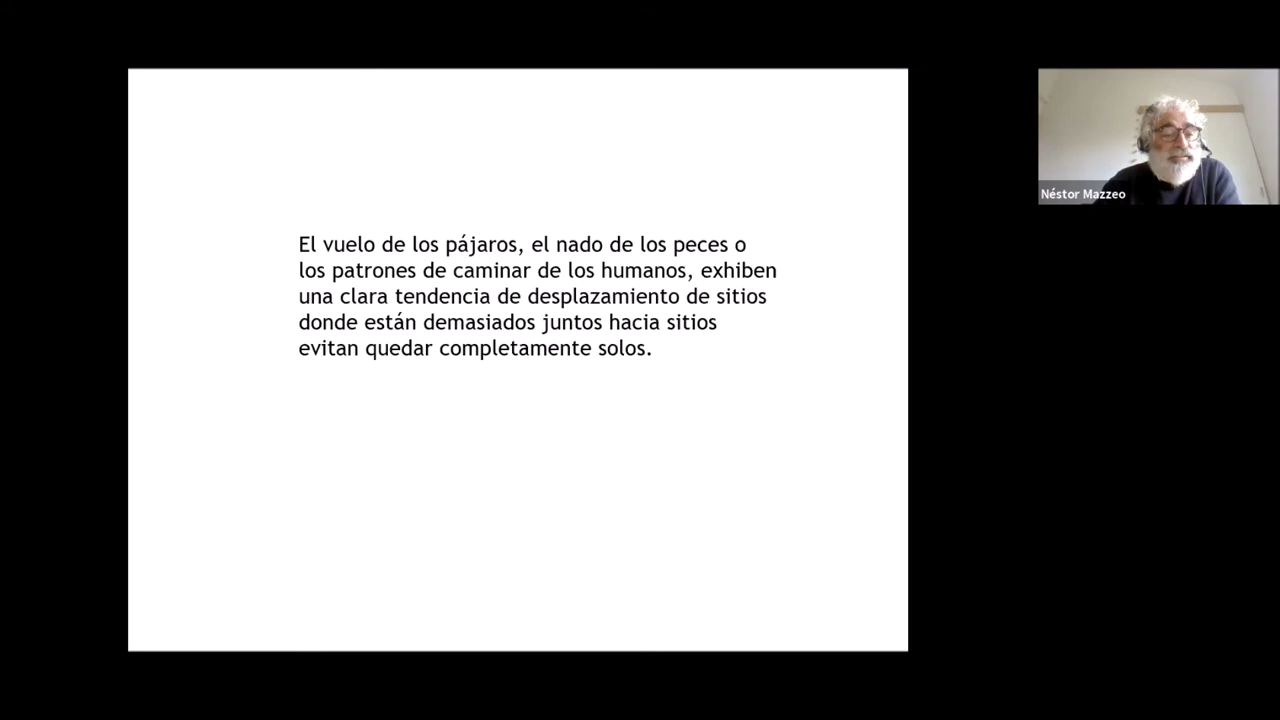 El vuelo de los pájaros, el nado de los peces o
los patrones de caminar de los humanos, exhiben
una clara tendencia de desplazamiento de sitios
donde están demasiados juntos hacia sitios
evitan quedar completamente solos.
Néstor Mazzeo